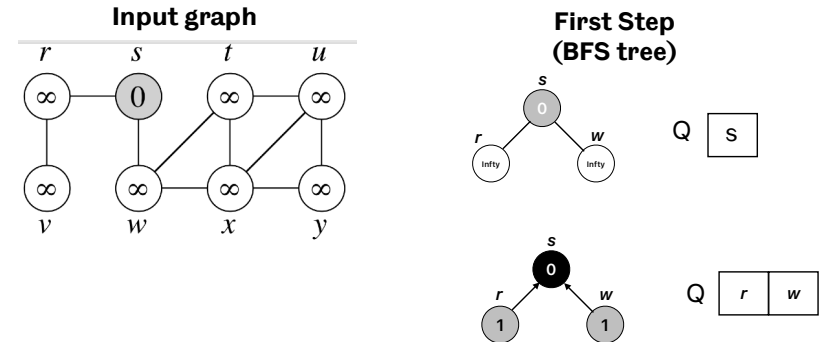 Input graph
r s t u
∞ 0 ∞ ∞
∞ ∞ ∞ ∞
v w x y
First Step
(BFS tree)
s
0
r w
Infty Infty
Q s
s
0
r w
1 1
Q r w